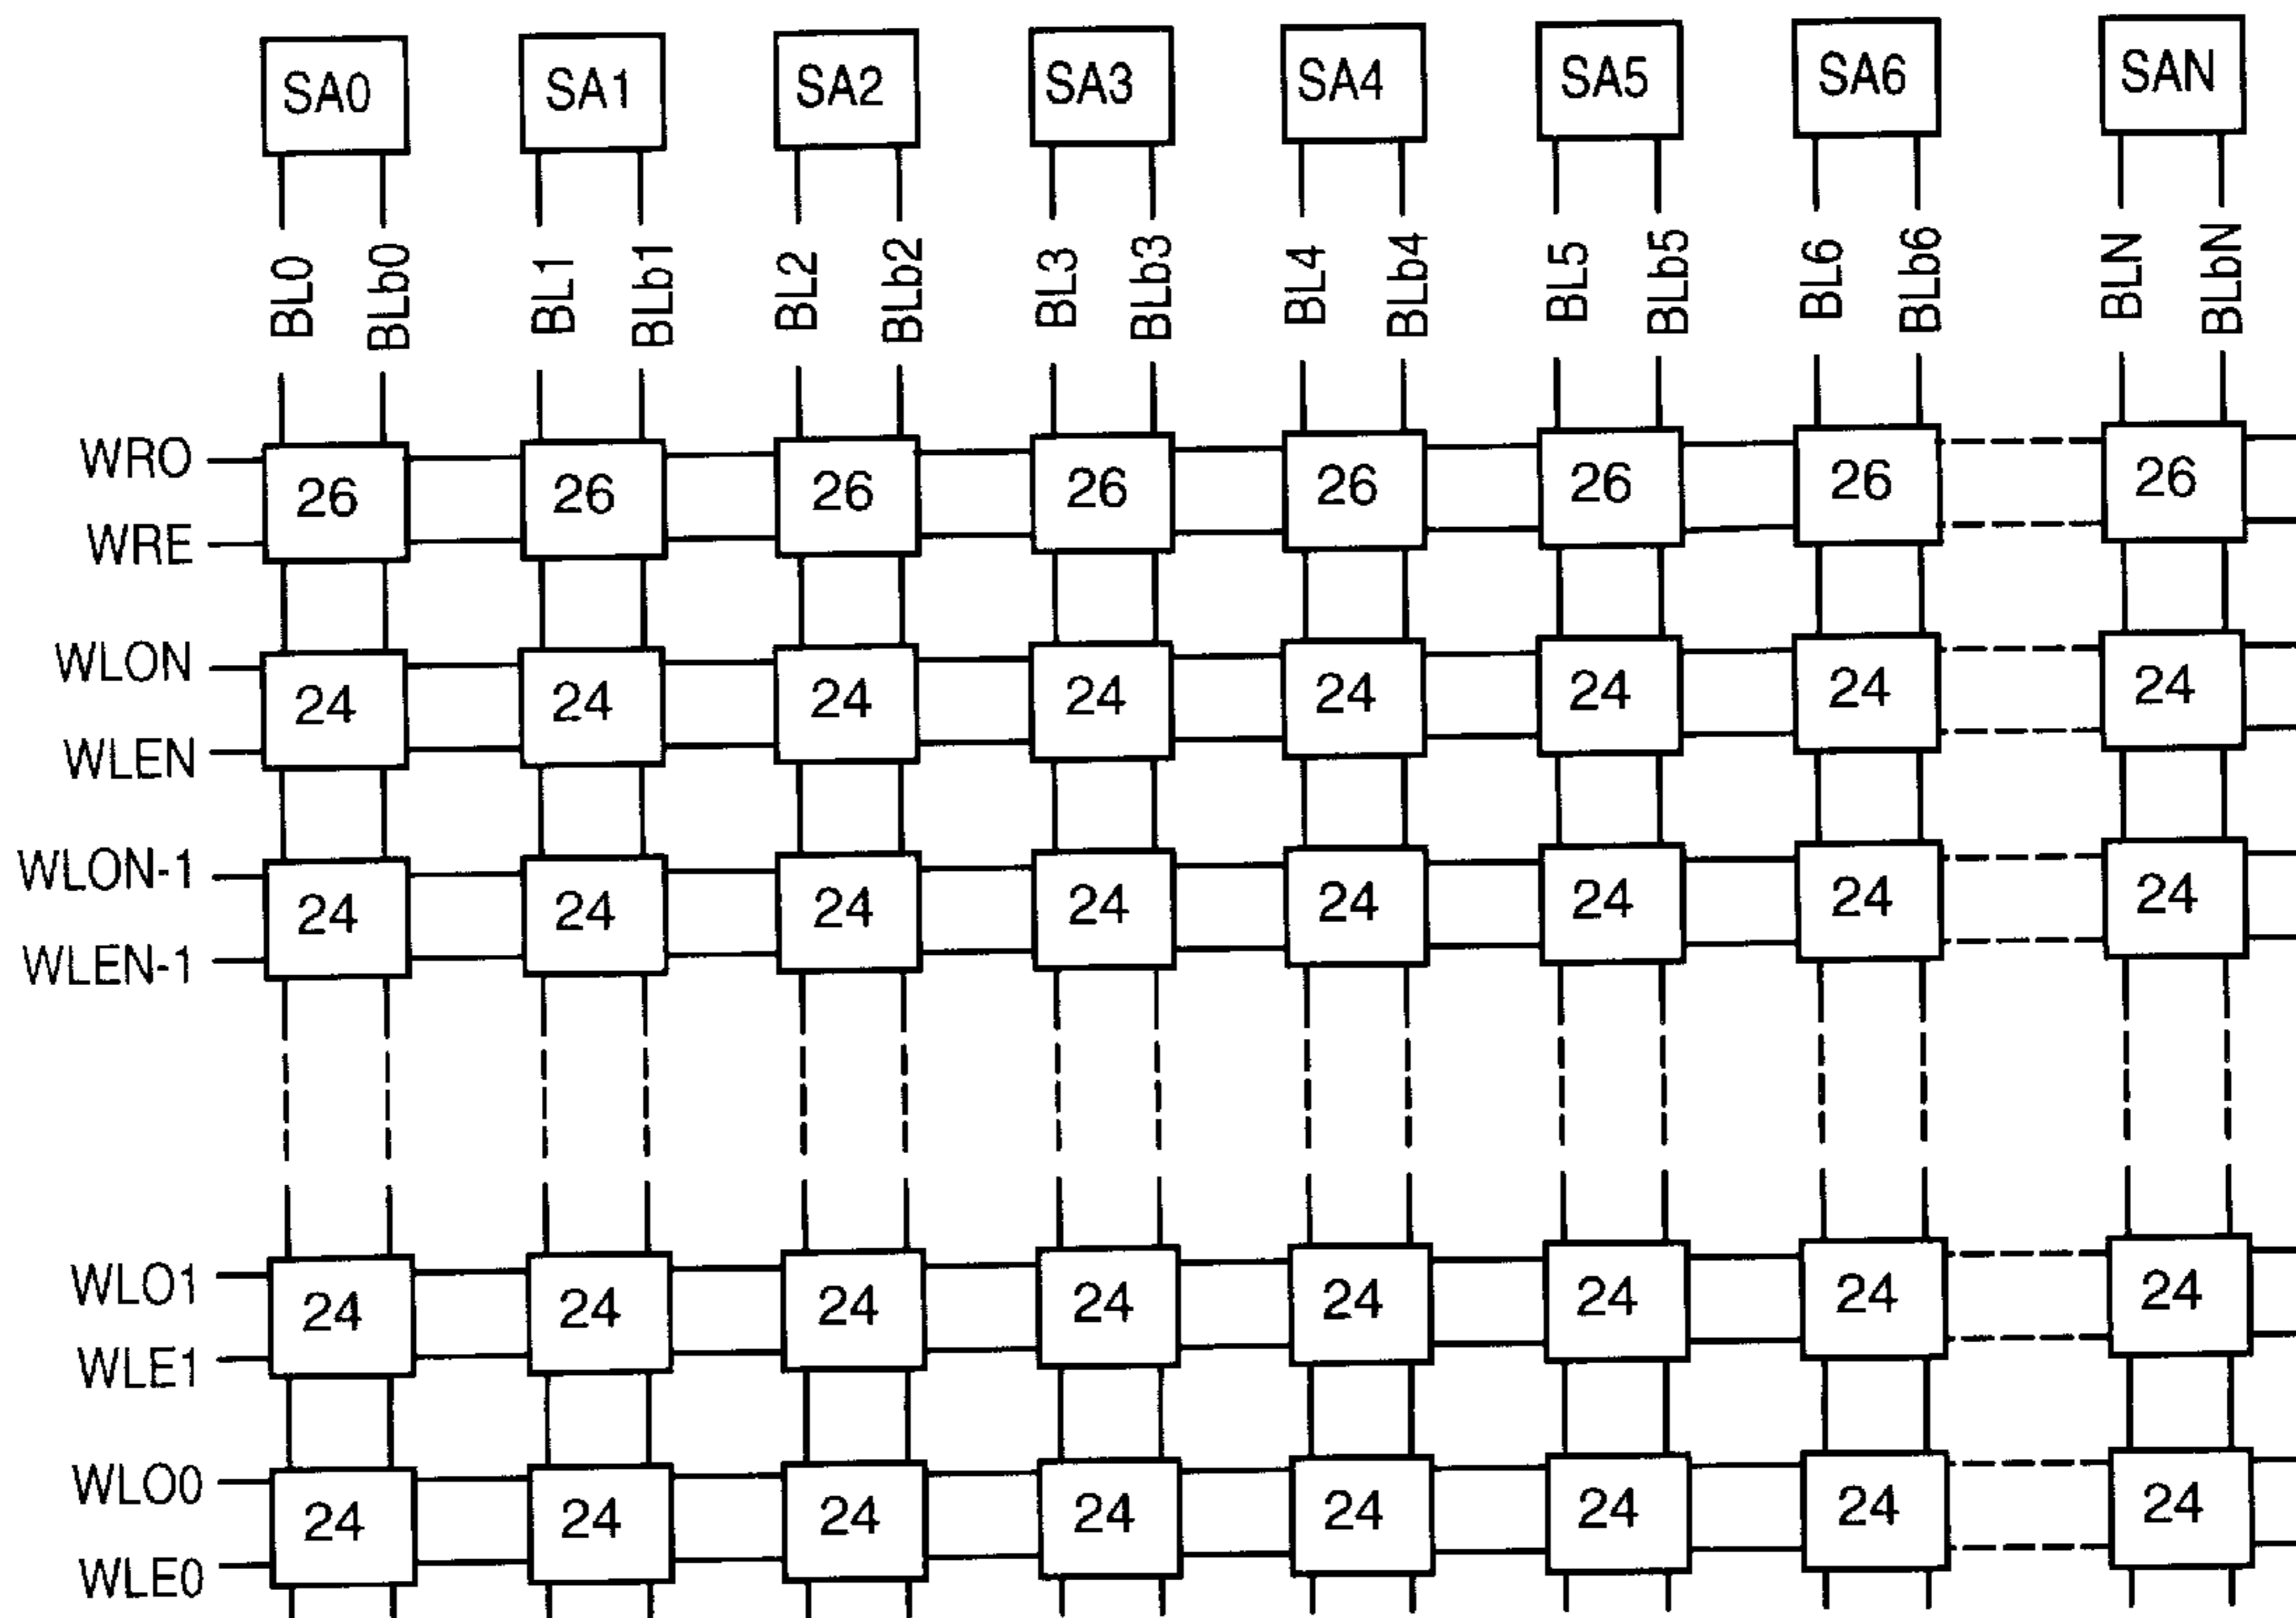 SA0 SA1 SA2 SA3 SA4 SA5 SA6 SAN
BL0 BLb0 BL1 BLb1 BL2 BLb2 BL3 BLb3 BL4 BLb4 BL5 BLb5 BL6 BLb6 BLN BLbN
WRO
26 26 26 26 26 26 26 26
WRE
WLON
24 24 24 24 24 24 24 24
WLEN
WLON-1
24 24 24 24 24 24 24 24
WLEN-1
WLO1
24 24 24 24 24 24 24 24
WLE1
WLO0
24 24 24 24 24 24 24 24
WLE0